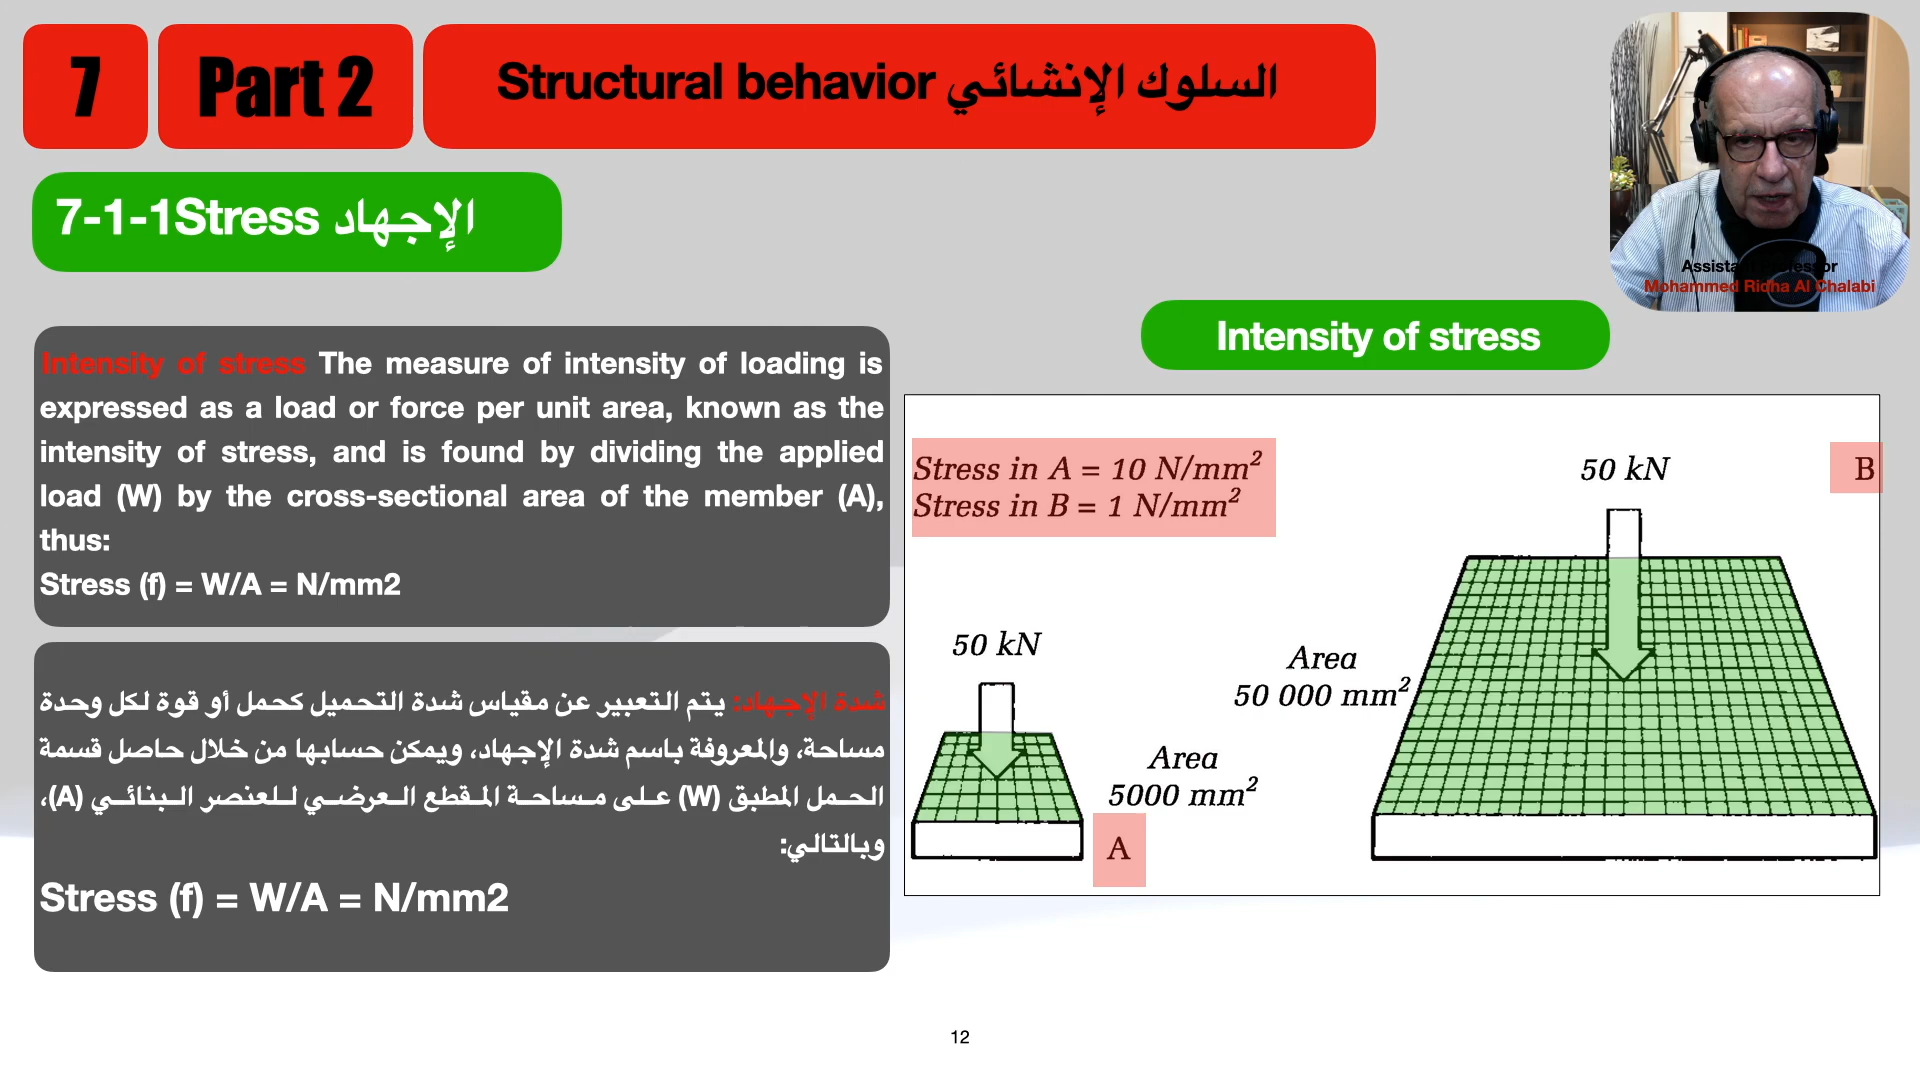 7
Part 2
Structural behavior السلوك الإنشائي
7-1-1Stress الإجهاد
Assista
Mohammed Ridha Al Chalabi
Intensity of stress The measure of intensity of loading is
expressed as a load or force per unit area, known as the
intensity of stress, and is found by dividing the applied
load (W) by the cross-sectional area of the member (A),
thus:
Stress (f) = W/A = N/mm2
شدة الإجهاد: يتم التعبير عن مقياس شدة التحميل كحمل أو قوة لكل وحدة
مساحة، والمعروفة باسم شدة الإجهاد، ويمكن حسابها من خلال حاصل قسمة
الحمل المطبق (W) على مساحة المقطع العرضي للعنصر البنائي (A)،
وبالتالي:
Stress (f) = W/A = N/mm2
Intensity of stress
Stress in A = 10 N/mm²
Stress in B = 1 N/mm²
50 kN
B
50 kN
Area
50 000 mm²
Area
5000 mm²
A
12